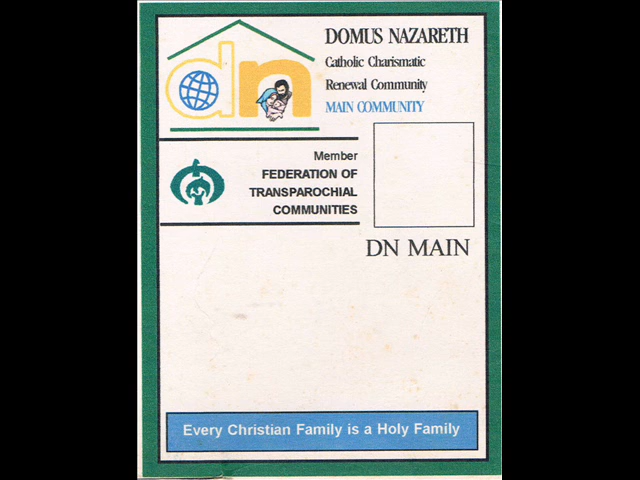 dn
DOMUS NAZARETH
Catholic Charismatic
Renewal Community
MAIN COMMUNITY
Member
FEDERATION OF
TRANSPAROCHIAL
COMMUNITIES
DN MAIN
Every Christian Family is a Holy Family